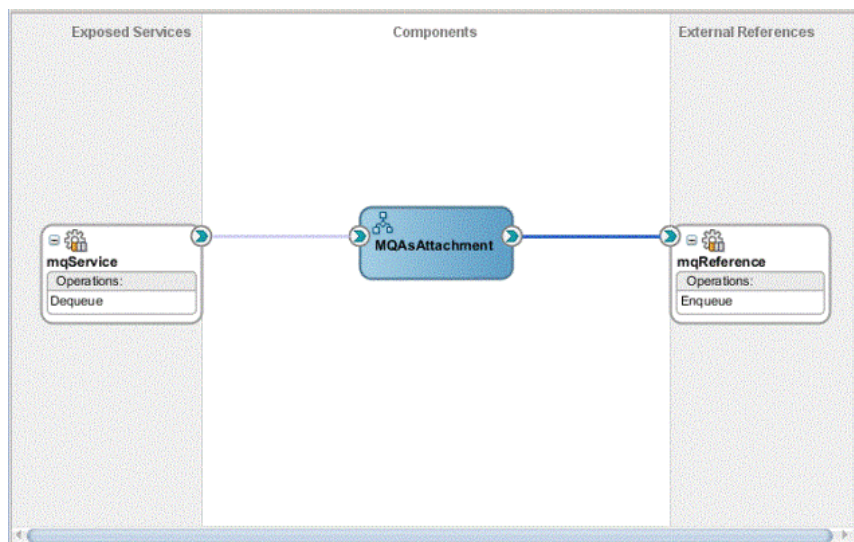 Exposed Services
Components
External References
mqService
Operations:
Dequeue
MQAsAttachment
mqReference
Operations:
Enqueue